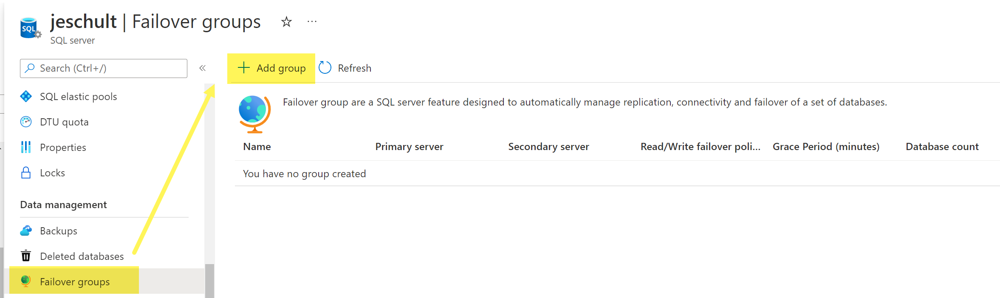 jeschult | Failover groups
SQL
SQL server
Search (Ctrl+/)
«
SQL elastic pools
DTU quota
Properties
Locks
Data management
Backups
Deleted databases
Failover groups
Add group
Refresh
Failover group are a SQL server feature designed to automatically manage replication, connectivity and failover of a set of databases.
Name Primary server Secondary server Read/Write failover poli... Grace Period (minutes) Database count
You have no group created